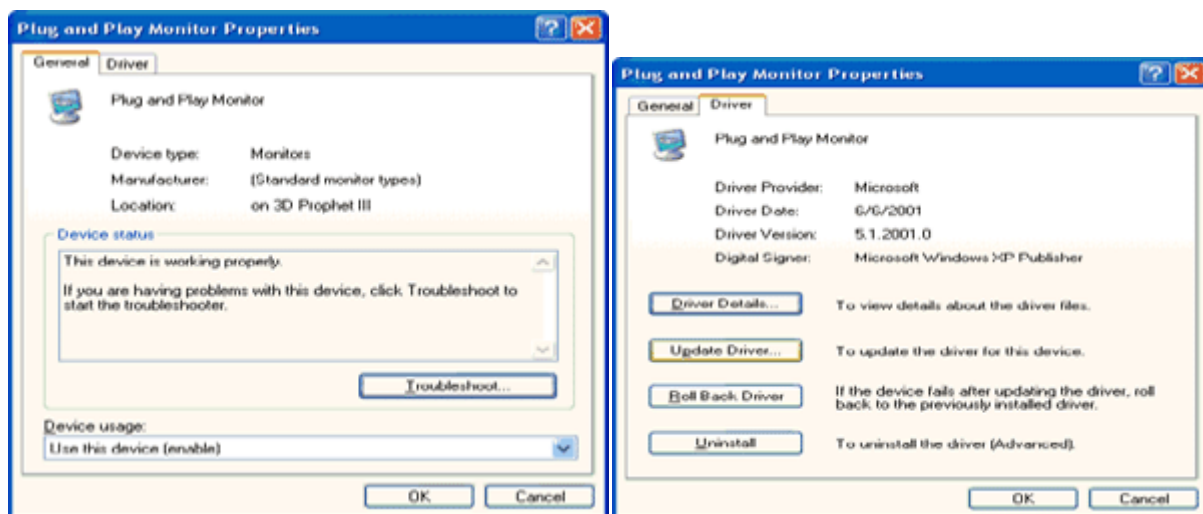 Plug and Play Monitor Properties
General Driver
Plug and Play Monitor
Device type: Monitors
Manufacturer: (Standard monitor types)
Location: on 3D Prophet III
Device status
This device is working properly.
If you are having problems with this device, click Troubleshoot to
start the troubleshooter.
Troubleshoot...
Device usage:
Use this device (enable)
OK Cancel
Plug and Play Monitor Properties
General Driver
Plug and Play Monitor
Driver Provider: Microsoft
Driver Date: 6/6/2001
Driver Version: 5.1.2001.0
Digital Signer: Microsoft Windows XP Publisher
Driver Details... To view details about the driver files.
Update Driver... To update the driver for this device.
Roll Back Driver If the device fails after updating the driver, roll
back to the previously installed driver.
Uninstall To uninstall the driver (Advanced).
OK Cancel